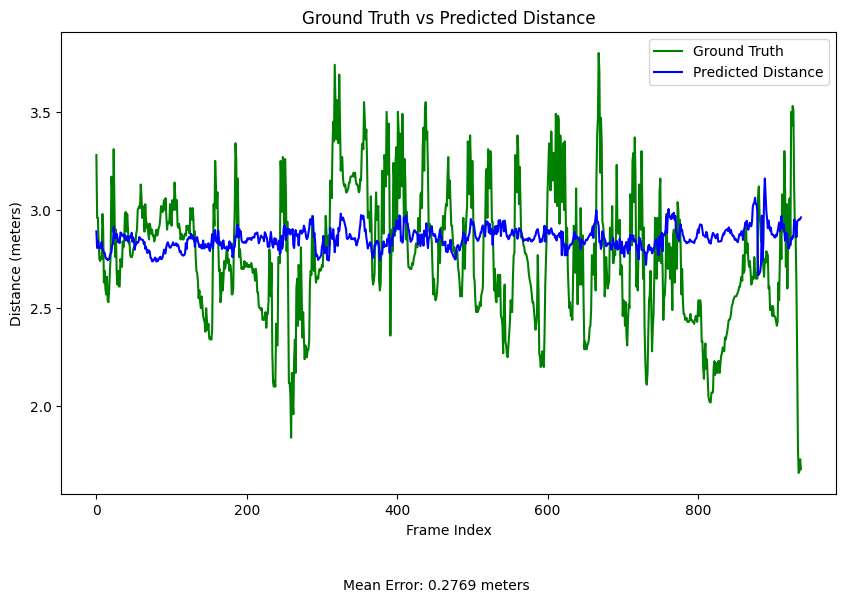 Ground Truth vs Predicted Distance
Ground Truth
Predicted Distance
Distance (meters)
3.5
3.0
2.5
2.0
0 200 400 600 800
Frame Index
Mean Error: 0.2769 meters